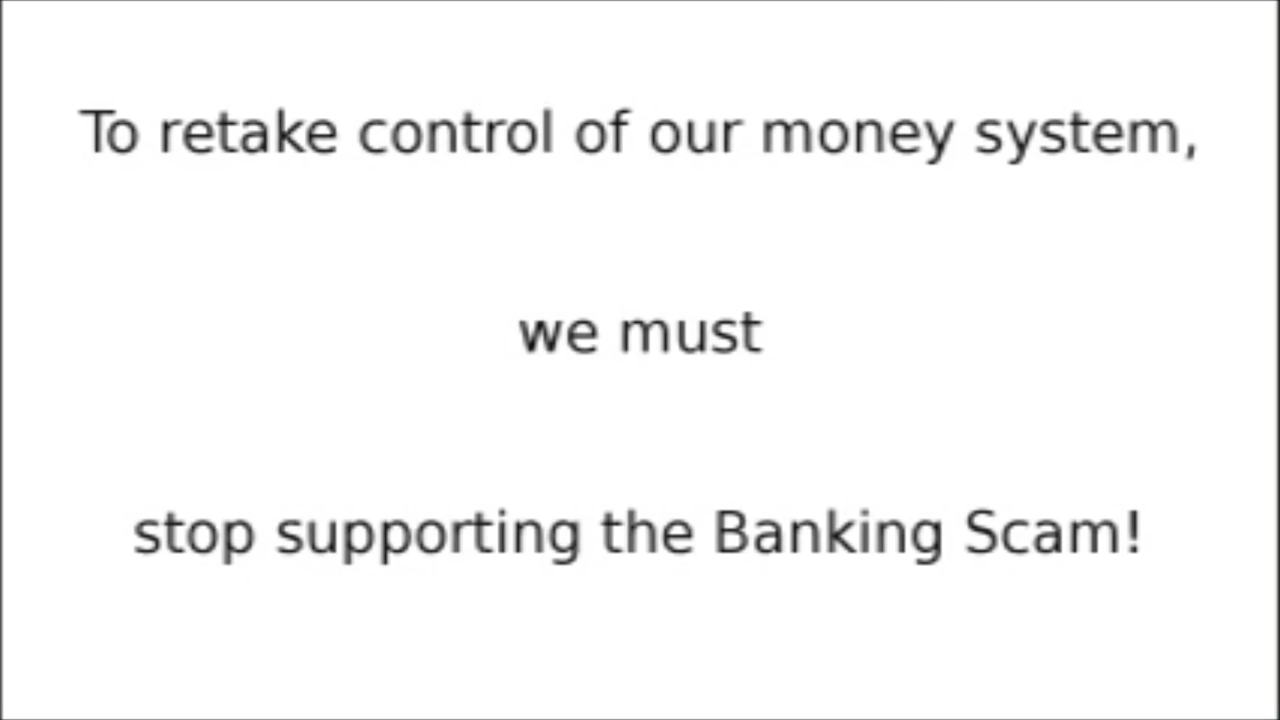 To retake control of our money system,
we must
stop supporting the Banking Scam!